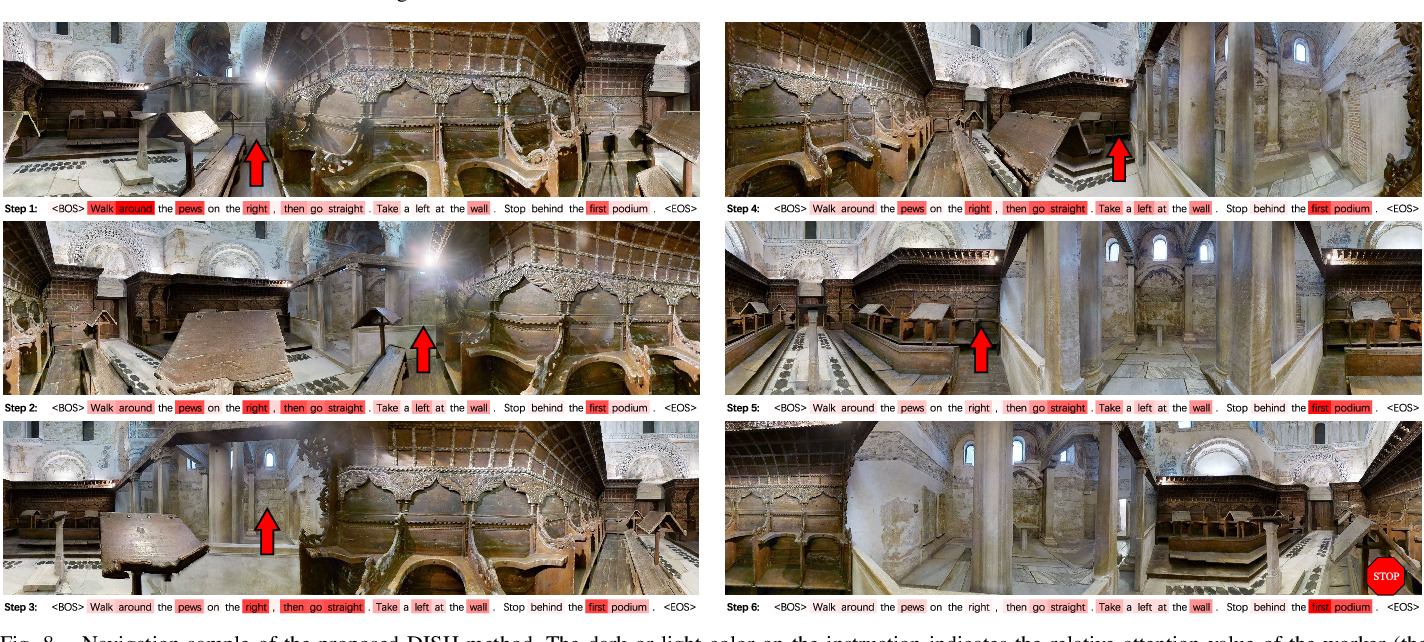 Step 1: <BOS> Walk around the pews on the right , then go straight . Take a left at the wall . Stop behind the first podium . <EOS>
Step 2: <BOS> Walk around the pews on the right , then go straight . Take a left at the wall . Stop behind the first podium . <EOS>
Step 3: <BOS> Walk around the pews on the right , then go straight . Take a left at the wall . Stop behind the first podium . <EOS>
Step 4: <BOS> Walk around the pews on the right , then go straight . Take a left at the wall . Stop behind the first podium . <EOS>
Step 5: <BOS> Walk around the pews on the right , then go straight . Take a left at the wall . Stop behind the first podium . <EOS>
STOP
Step 6: <BOS> Walk around the pews on the right , then go straight . Take a left at the wall . Stop behind the first podium . <EOS>
Fig. 8. Navigation sample of the proposed DISH method. The dark or light color on the instruction indicates the relative attention value of the worker (the